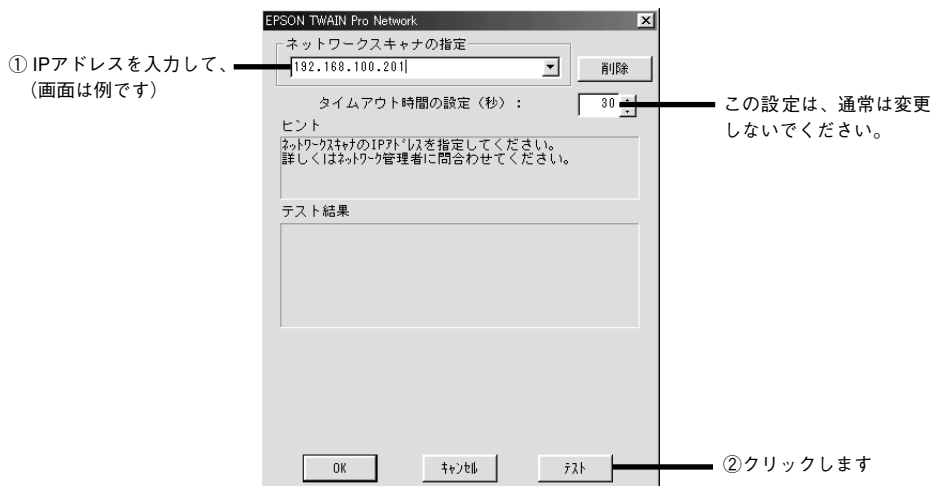 EPSON TWAIN Pro Network
ネットワークスキャナの指定
① IPアドレスを入力して、
(画面は例です)
192.168.100.201
削除
タイムアウト時間の設定（秒）：
30
この設定は、通常は変更
しないでください。
ヒント
ﾈｯﾄﾜｰｸｽｷｬﾅのIPｱﾄﾞﾚｽを指定してください。
詳しくはﾈｯﾄﾜｰｸ管理者に問合わせてください。
テスト結果
OK
ｷｬﾝｾﾙ
ﾃｽﾄ
②クリックします